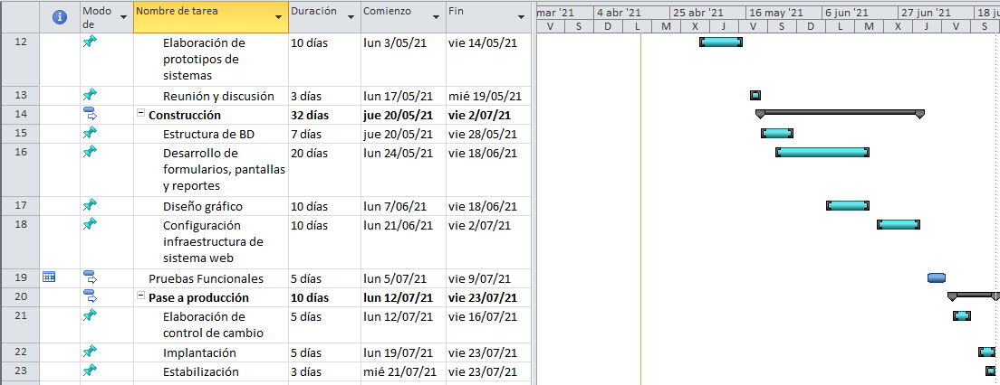 Modo de Nombre de tarea Duración Comienzo Fin
mar '21 4 abr '21 25 abr '21 16 may '21 6 jun '21 27 jun '21 18 ju
V S D L M X J V S D L M J V S
12 Elaboración de prototipos de sistemas 10 días lun 3/05/21 vie 14/05/21
13 Reunión y discusión 3 días lun 17/05/21 mié 19/05/21
14 Construcción 32 días jue 20/05/21 vie 2/07/21
15 Estructura de BD 7 días jue 20/05/21 vie 28/05/21
16 Desarrollo de formularios, pantallas y reportes 20 días lun 24/05/21 vie 18/06/21
17 Diseño gráfico 10 días lun 7/06/21 vie 18/06/21
18 Configuración infraestructura de sistema web 10 días lun 21/06/21 vie 2/07/21
19 Pruebas Funcionales 5 días lun 5/07/21 vie 9/07/21
20 Pase a producción 10 días lun 12/07/21 vie 23/07/21
21 Elaboración de control de cambio 5 días lun 12/07/21 vie 16/07/21
22 Implantación 5 días lun 19/07/21 vie 23/07/21
23 Estabilización 3 días mié 21/07/21 vie 23/07/21